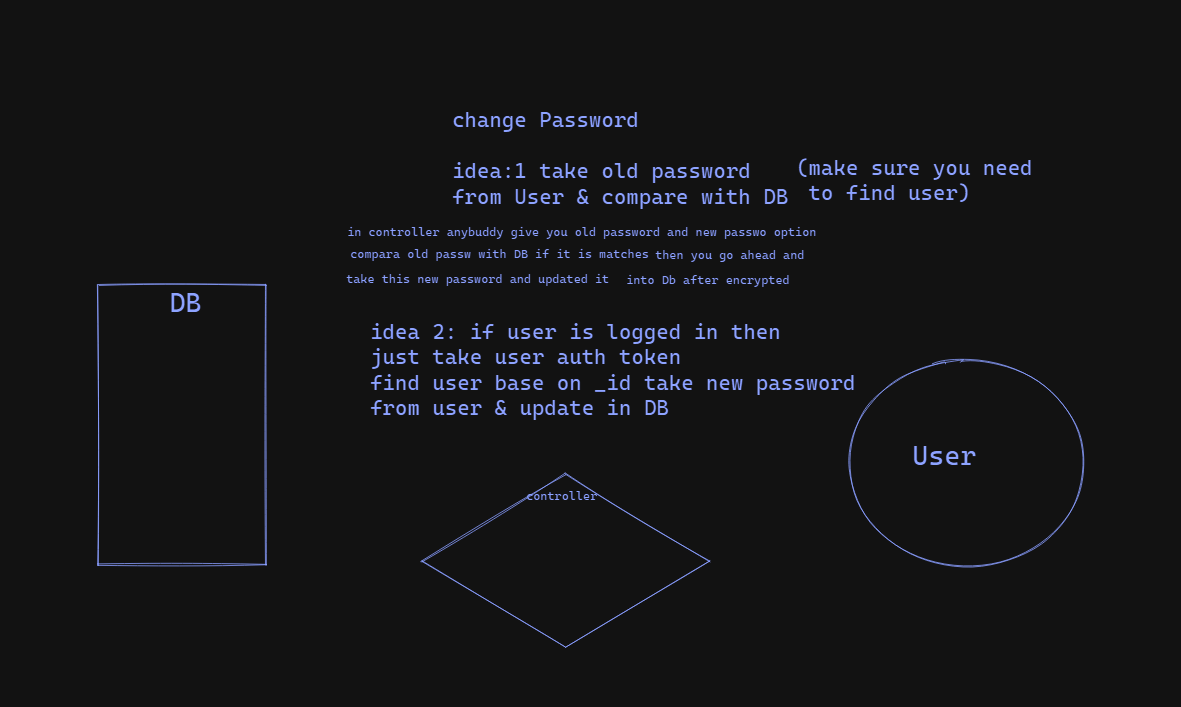 change Password
idea:1 take old password (make sure you need
from User & compare with DB to find user)
in controller anybuddy give you old password and new passwo option
compara old passw with DB if it is matches then you go ahead and
take this new password and updated it into Db after encrypted
DB
idea 2: if user is logged in then
just take user auth token
find user base on _id take new password
from user & update in DB
User
controller